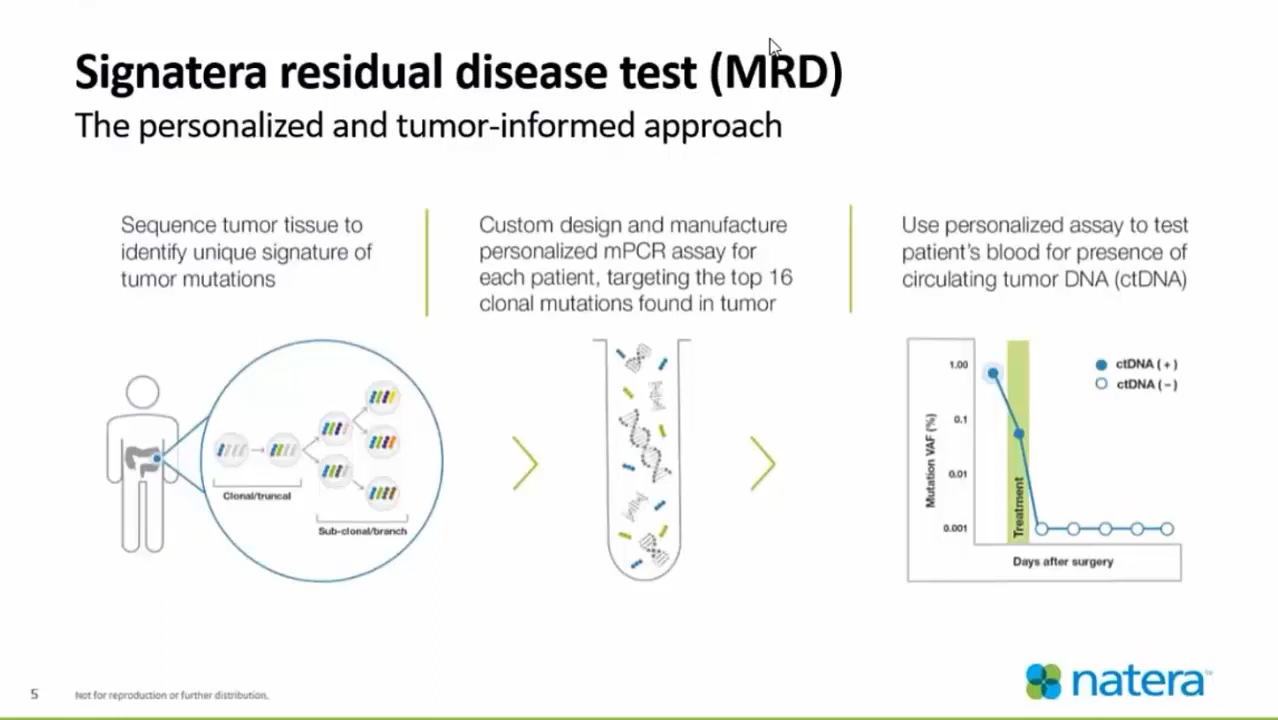 Signatera residual disease test (MRD)
The personalized and tumor-informed approach
Sequence tumor tissue to
identify unique signature of
tumor mutations
Custom design and manufacture
personalized mPCR assay for
each patient, targeting the top 16
clonal mutations found in tumor
Use personalized assay to test
patient's blood for presence of
circulating tumor DNA (ctDNA)
Clonal/truncal
Sub-clonal/branch
Mutation VAF (%)
1.00
0.1
0.01
0.001
Treatment
ctDNA (+)
ctDNA (−)
Days after surgery
5
Not for reproduction or further distribution.
natera™